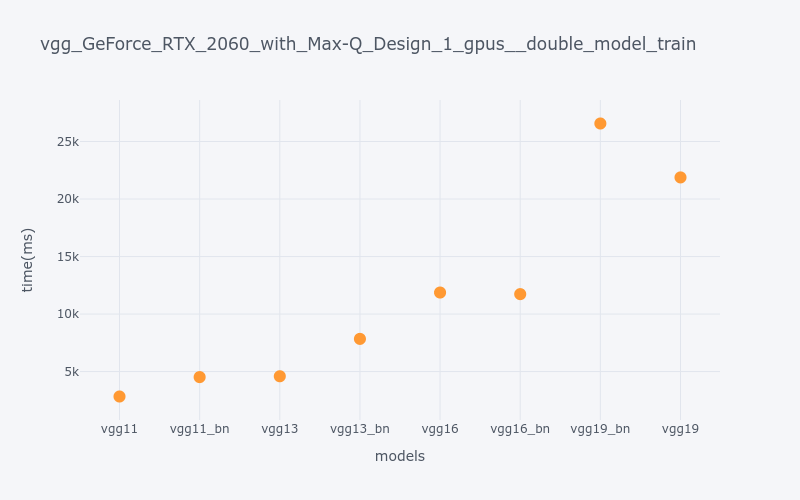 vgg_GeForce_RTX_2060_with_Max-Q_Design_1_gpus__double_model_train
25k
20k
15k
10k
5k
time(ms)
vgg11 vgg11_bn vgg13 vgg13_bn vgg16 vgg16_bn vgg19_bn vgg19
models